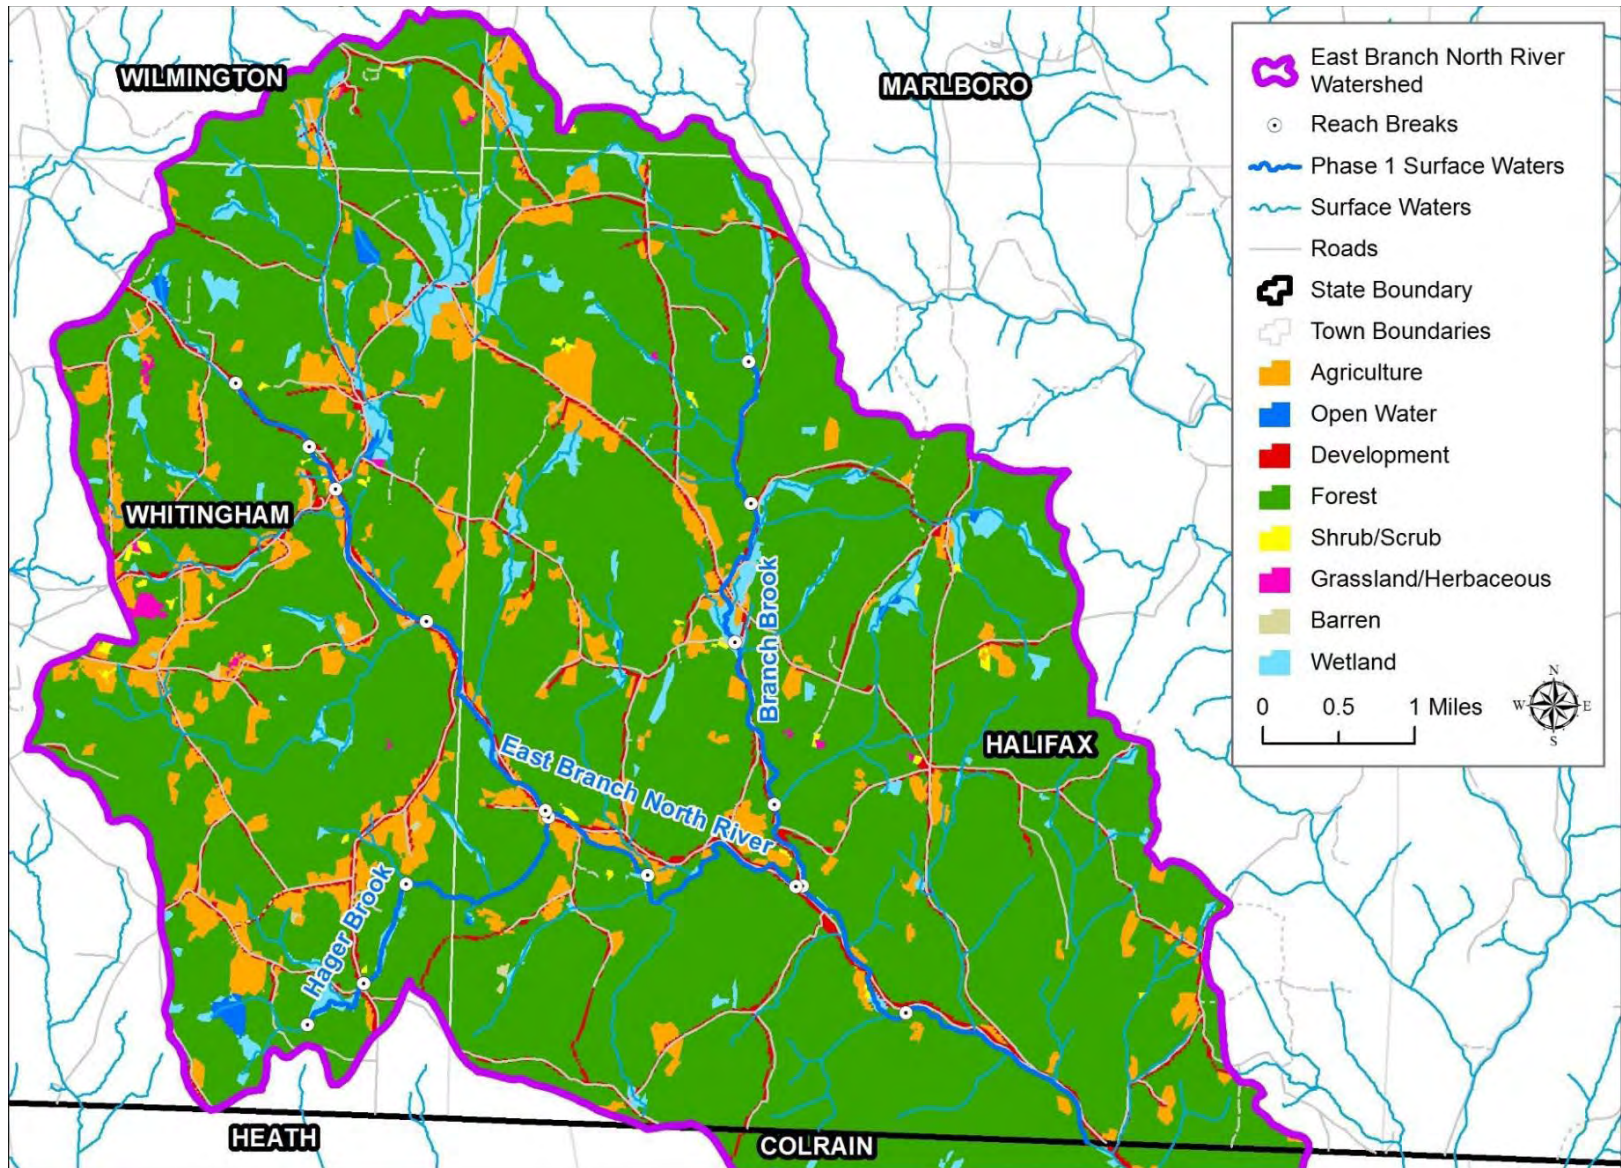 WILMINGTON
MARLBORO
WHITINGHAM
Branch Brook
East Branch North River
HALIFAX
Hager Brook
HEATH
COLRAIN
East Branch North River
Watershed
Reach Breaks
Phase 1 Surface Waters
Surface Waters
Roads
State Boundary
Town Boundaries
Agriculture
Open Water
Development
Forest
Shrub/Scrub
Grassland/Herbaceous
Barren
Wetland
0 0.5 1 Miles
N
W E
S